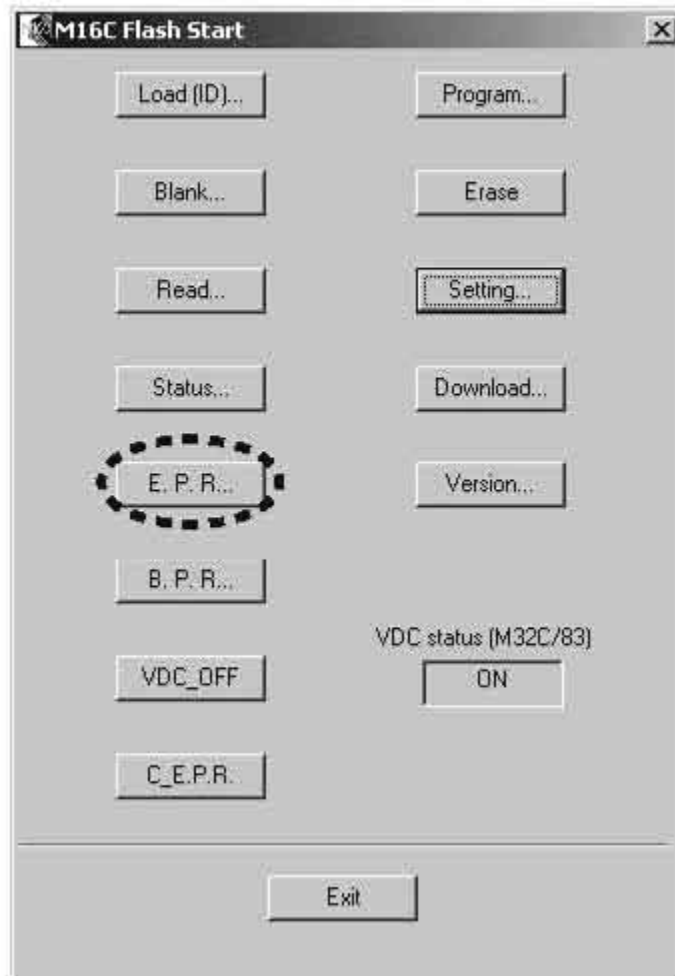 M16C Flash Start
Load (ID)... Program...
Blank... Erase
Read... Setting...
Status... Download...
E. P. R... Version...
B. P. R...
VDC status (M32C/83)
VDC_OFF ON
C_E.P.R.
Exit